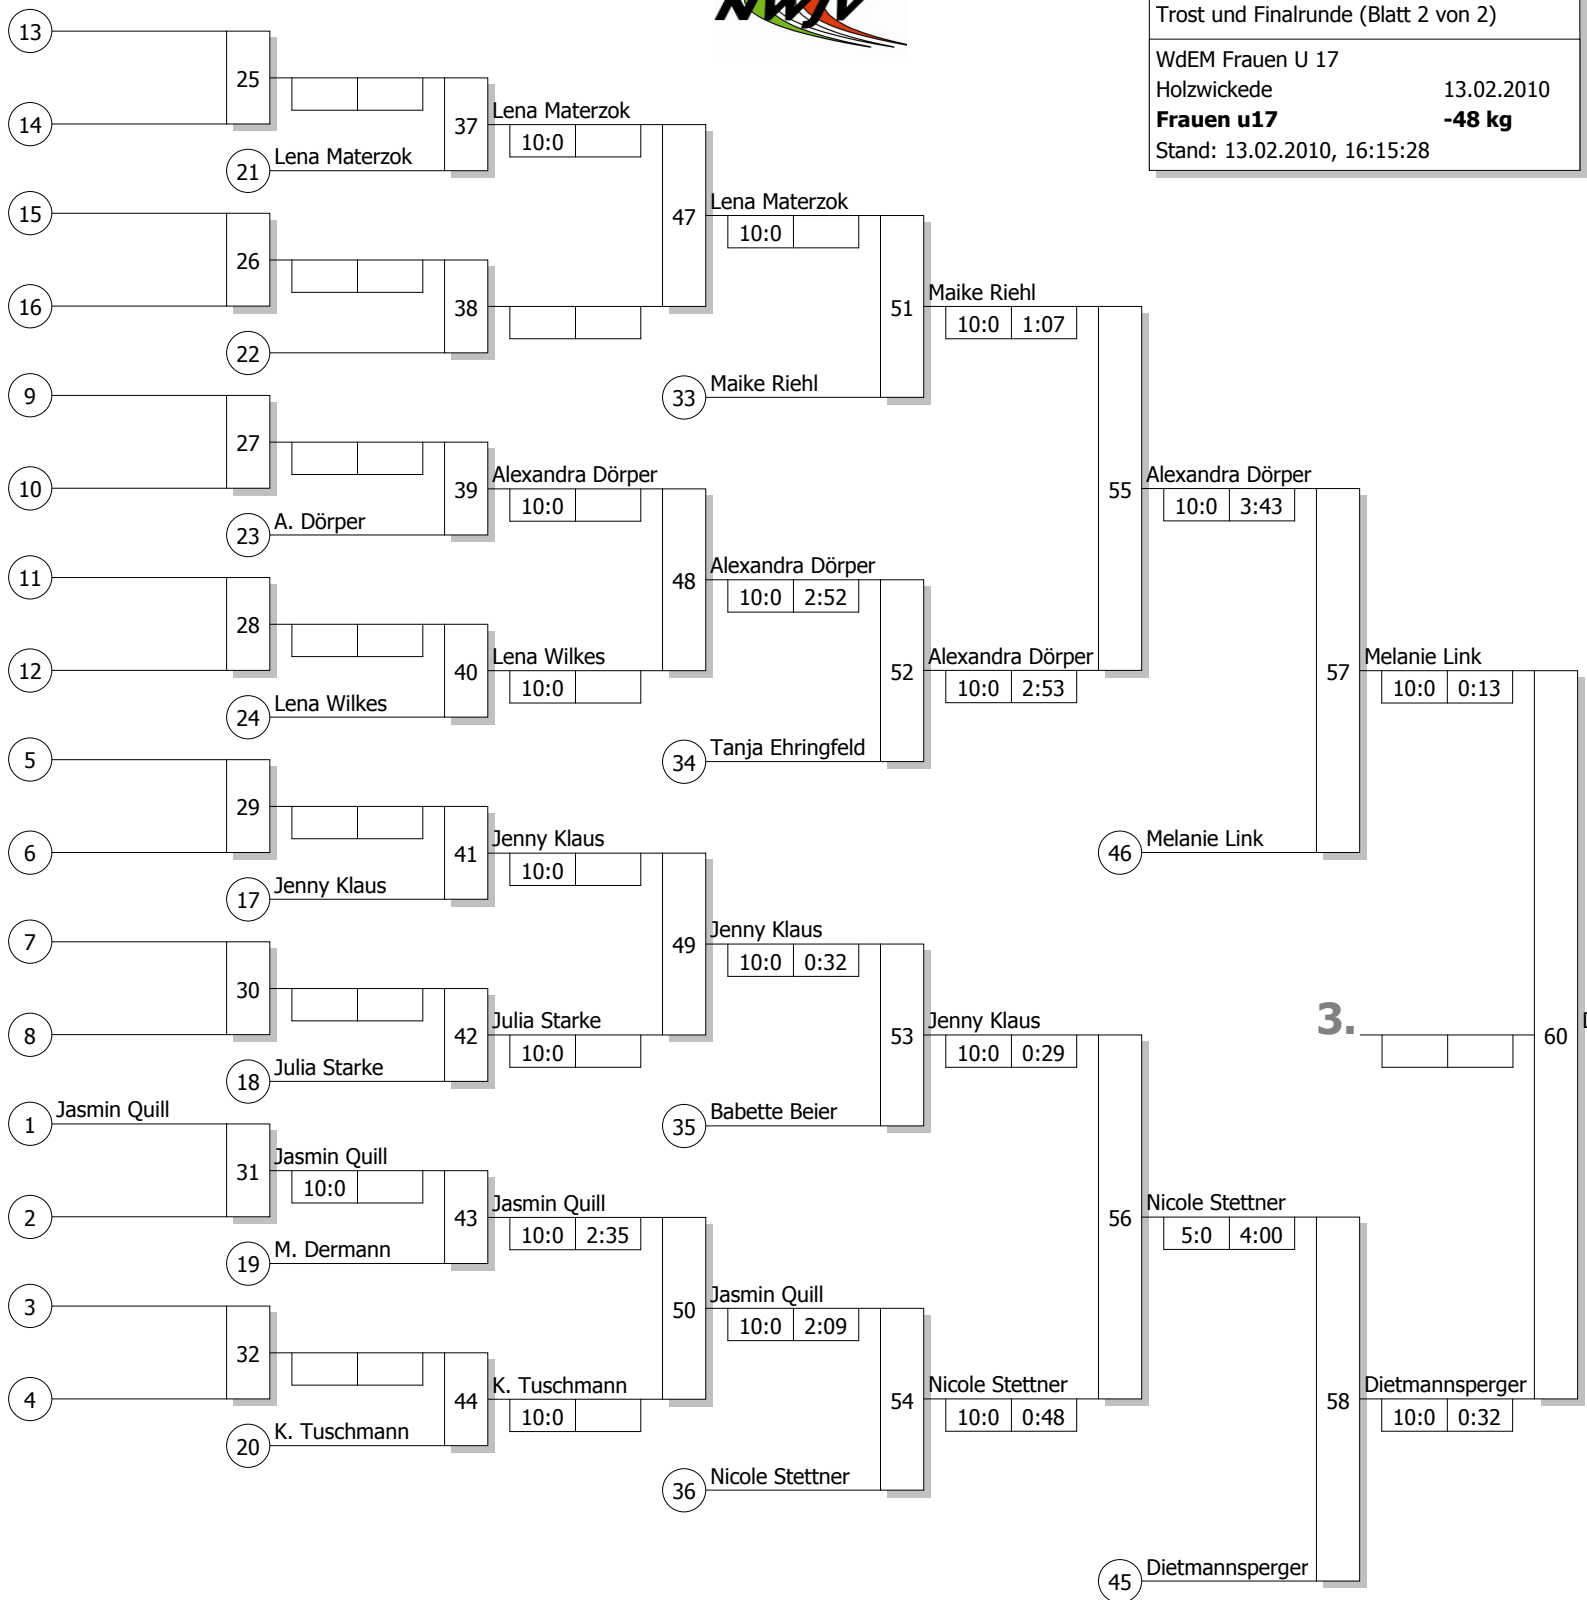 NWJV
Trost und Finalrunde (Blatt 2 von 2)
WdEM Frauen U 17
Holzwickede 13.02.2010
Frauen u17 -48 kg
Stand: 13.02.2010, 16:15:28
13
25
14
37
Lena Materzok
10:0
21 Lena Materzok
15
47
Lena Materzok
10:0
26
16
38
22
51
Maike Riehl
10:0 1:07
33 Maike Riehl
9
27
10
39
Alexandra Dörper
10:0
23 A. Dörper
55
Alexandra Dörper
10:0 3:43
11
48
Alexandra Dörper
10:0 2:52
28
12
40
Lena Wilkes
10:0
24 Lena Wilkes
52
Alexandra Dörper
10:0 2:53
34 Tanja Ehringfeld
57
Melanie Link
10:0 0:13
5
29
6
41
Jenny Klaus
10:0
17 Jenny Klaus
46 Melanie Link
7
49
Jenny Klaus
10:0 0:32
30
8
42
Julia Starke
10:0
18 Julia Starke
53
Jenny Klaus
10:0 0:29
35 Babette Beier
3.
60
D
1 Jasmin Quill
31
Jasmin Quill
10:0
2
43
Jasmin Quill
10:0 2:35
19 M. Dermann
56
Nicole Stettner
5:0 4:00
3
50
Jasmin Quill
10:0 2:09
32
4
44
K. Tuschmann
10:0
20 K. Tuschmann
54
Nicole Stettner
10:0 0:48
36 Nicole Stettner
58
Dietmannsperger
10:0 0:32
45 Dietmannsperger